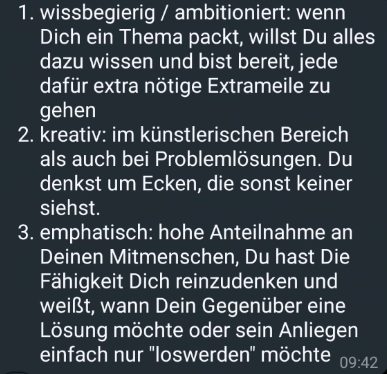 1. wissbegierig / ambitioniert: wenn
Dich ein Thema packt, willst Du alles
dazu wissen und bist bereit, jede
dafür extra nötige Extrameile zu
gehen
2. kreativ: im künstlerischen Bereich
als auch bei Problemlösungen. Du
denkst um Ecken, die sonst keiner
siehst.
3. emphatisch: hohe Anteilnahme an
Deinen Mitmenschen, Du hast Die
Fähigkeit Dich reinzudenken und
weißt, wann Dein Gegenüber eine
Lösung möchte oder sein Anliegen
einfach nur "loswerden" möchte 09:42